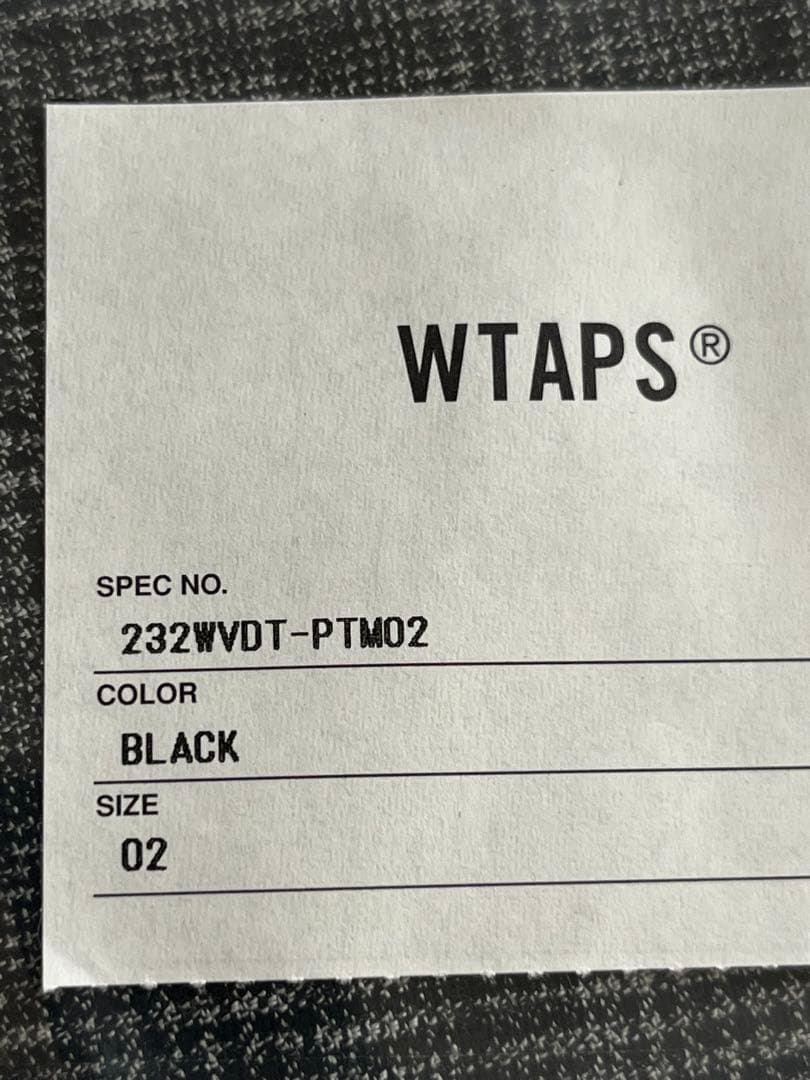 WTAPS®
SPEC NO.
232WVDT-PTM02
COLOR
BLACK
SIZE
02